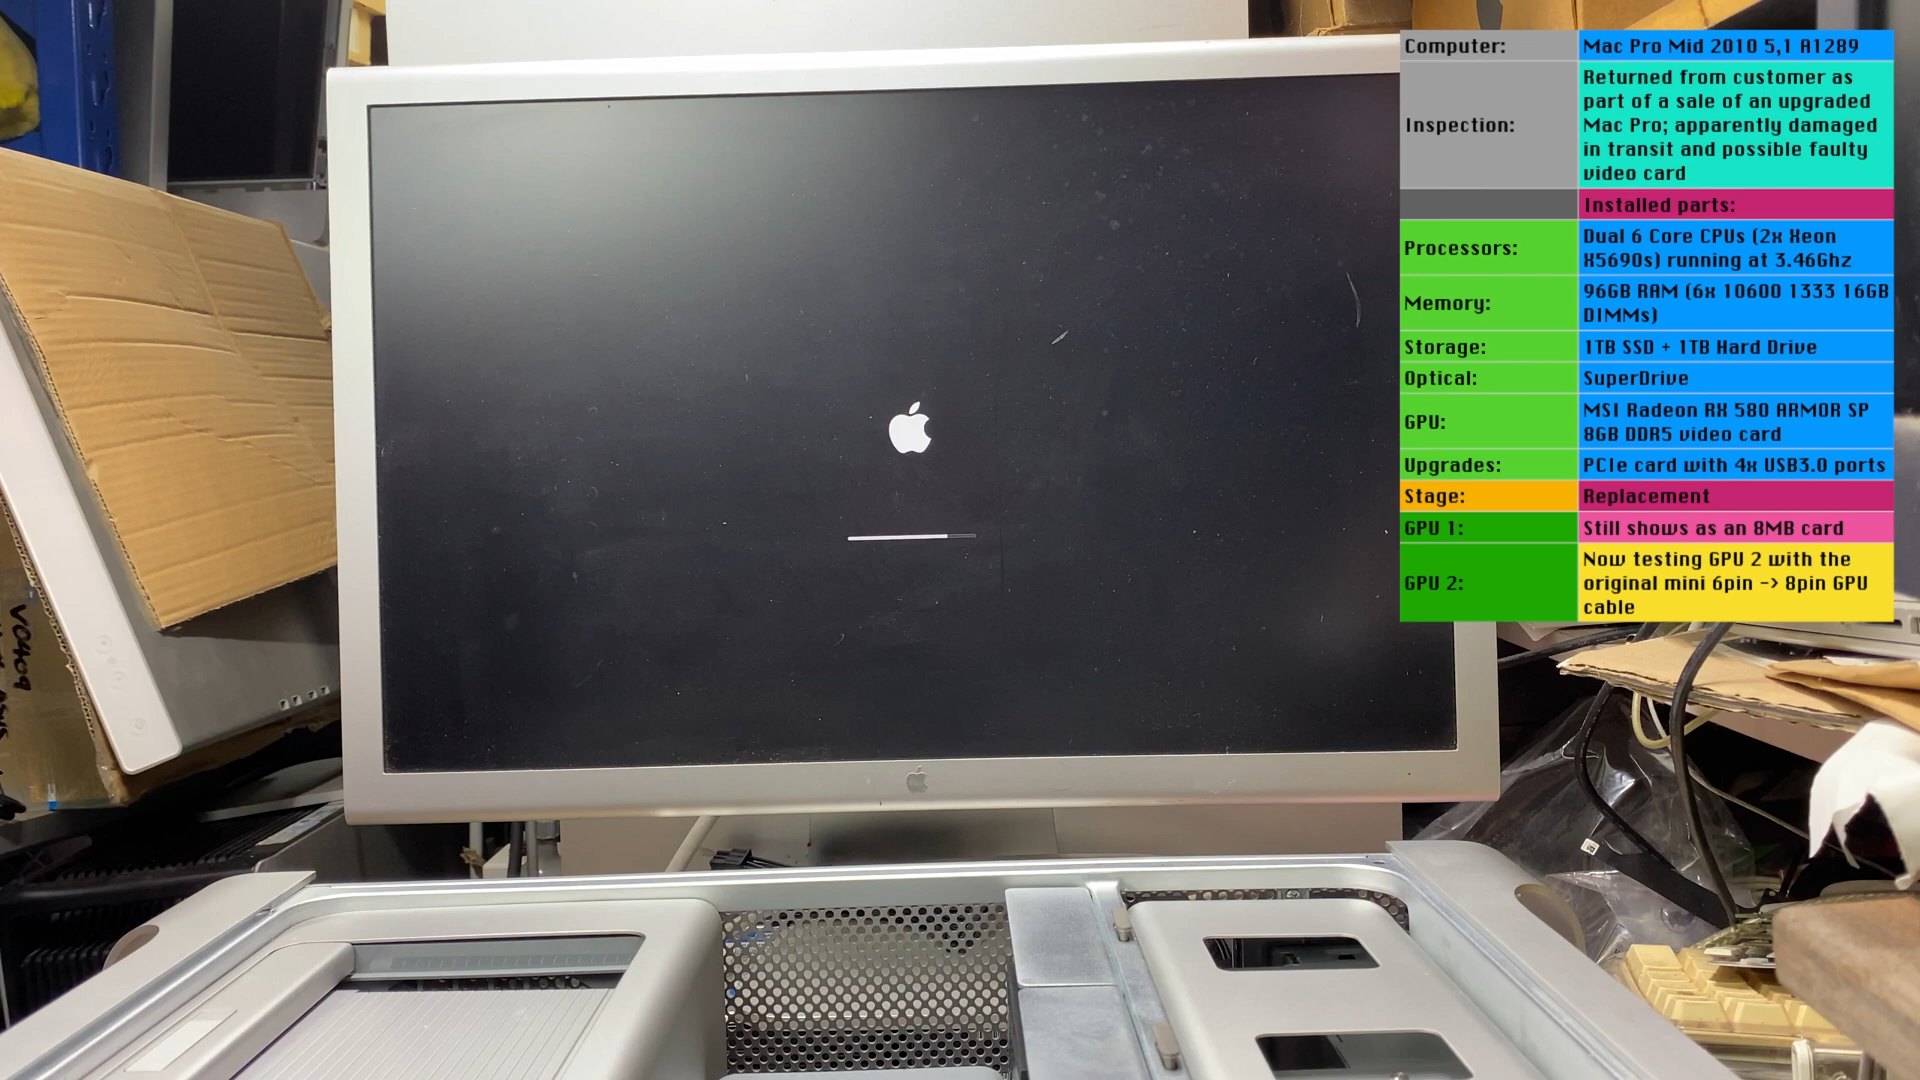 Computer:
Mac Pro Mid 2010 5,1 A1289
Inspection:
Returned from customer as
part of a sale of an upgraded
Mac Pro; apparently damaged
in transit and possible faulty
video card
Installed parts:
Processors:
Dual 6 Core CPUs (2x Xeon
X5690s) running at 3.46Ghz
Memory:
96GB RAM (6x 10600 1333 16GB
DIMMs)
Storage:
1TB SSD + 1TB Hard Drive
Optical:
SuperDrive
GPU:
MSI Radeon RX 580 ARMOR SP
8GB DDR5 video card
Upgrades:
PCIe card with 4x USB3.0 ports
Stage:
Replacement
GPU 1:
Still shows as an 8MB card
GPU 2:
Now testing GPU 2 with the
original mini 6pin -> 8pin GPU
cable